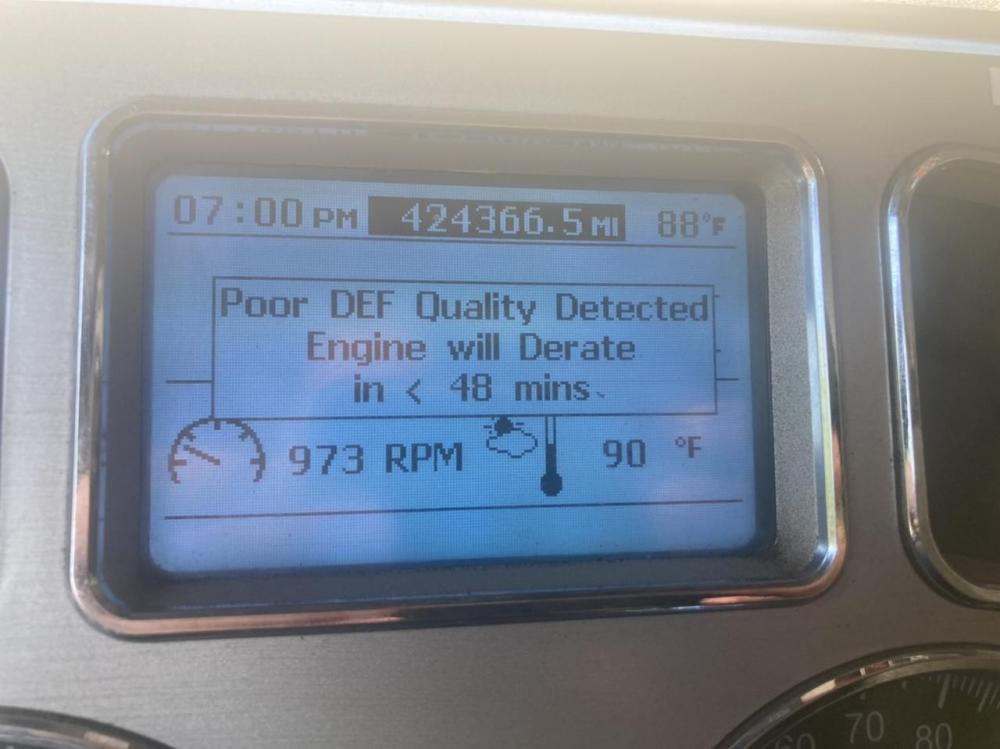 07:00 PM 424366.5 MI 88°F
Poor DEF Quality Detected
Engine will Derate
in < 48 mins.
973 RPM 90 °F
70 80